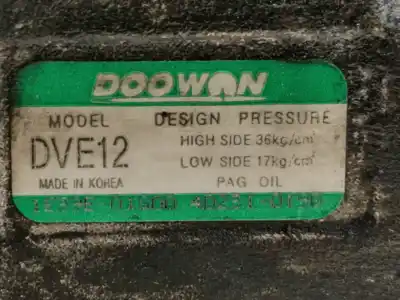 DOOWON
MODEL
DESIGN PRESSURE
DVE12
HIGH SIDE 36kg/cm²
LOW SIDE 17kg/cm²
MADE IN KOREA
PAG OIL